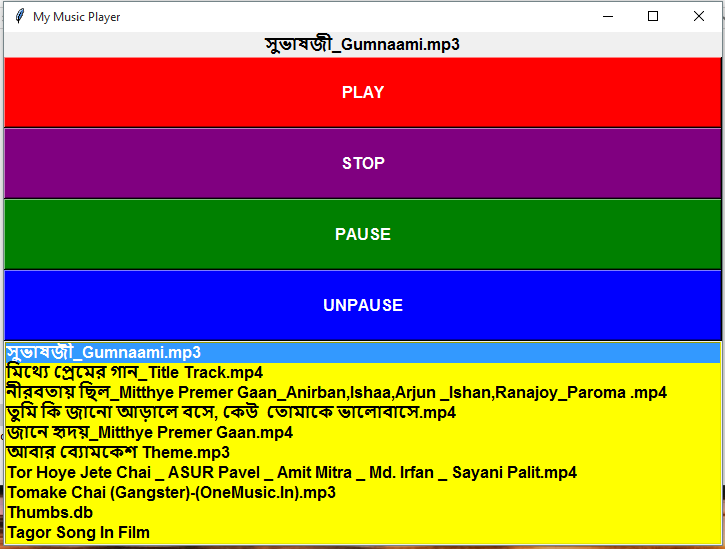 My Music Player
সুভাষজী_Gumnaami.mp3
PLAY
STOP
PAUSE
UNPAUSE
সুভাষজী_Gumnaami.mp3
মিথ্যে প্রেমের গান_Title Track.mp4
নীরবতায় ছিল_Mitthye Premer Gaan_Anirban,Ishaa,Arjun _Ishan,Ranajoy_Paroma .mp4
তুমি কি জানো আড়ালে বসে, কেউ  তোমাকে ভালোবাসে.mp4
জানে হৃদয়_Mitthye Premer Gaan.mp4
আবার ব্যোমকেশ Theme.mp3
Tor Hoye Jete Chai _ ASUR Pavel _ Amit Mitra _ Md. Irfan _ Sayani Palit.mp4
Tomake Chai (Gangster)-(OneMusic.In).mp3
Thumbs.db
Tagor Song In Film